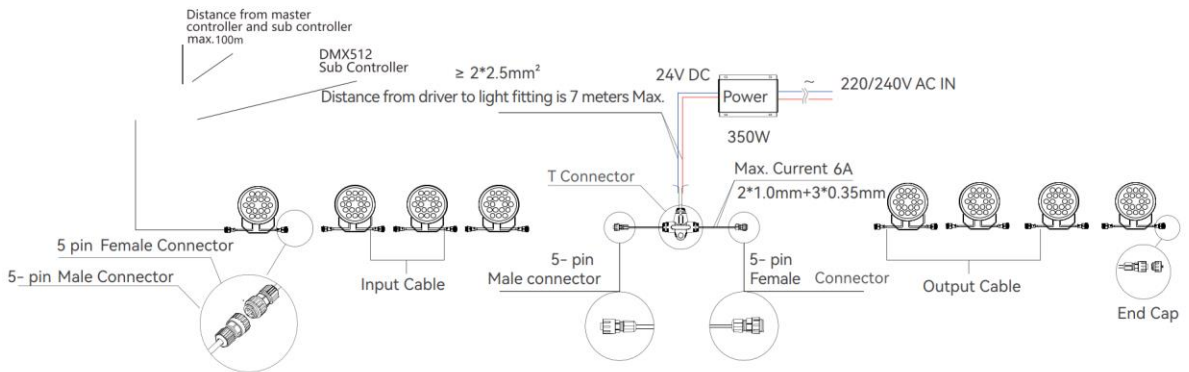 Distance from master
controller and sub controller
max.100m
DMX512
Sub Controller
≥ 2*2.5mm²
Distance from driver to light fitting is 7 meters Max.
24V DC
Power
~
220/240V AC IN
350W
T Connector
Max. Current 6A
2*1.0mm+3*0.35mm
5 pin Female Connector
5- pin Male Connector
Input Cable
5- pin
Male connector
5- pin
Female Connector
Output Cable
End Cap